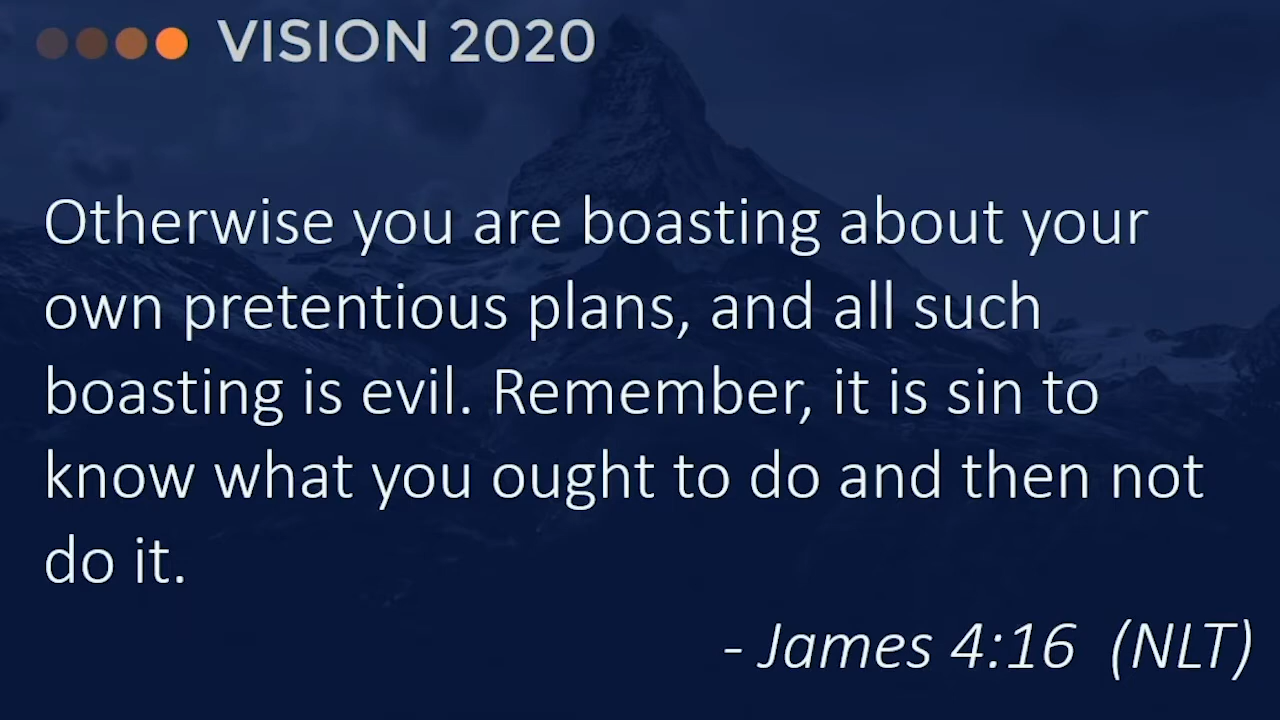 VISION 2020
Otherwise you are boasting about your
own pretentious plans, and all such
boasting is evil. Remember, it is sin to
know what you ought to do and then not
do it.
- James 4:16 (NLT)